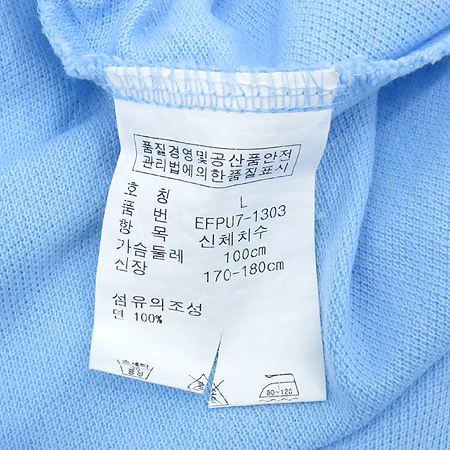 품질경영및공산품안전
관리법에의한품질표시
호 칭 L
품 번 EFPU7-1303
항 목 신체치수
가슴둘레 100cm
신장 170-180cm
섬유의조성
면 100%
중성
80-120